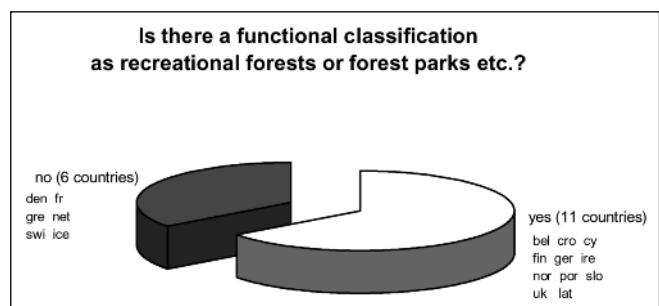 Is there a functional classification
as recreational forests or forest parks etc.?
no (6 countries)
den fr
gre net
swi ice
yes (11 countries)
bel cro cy
fin ger ire
nor por slo
uk lat